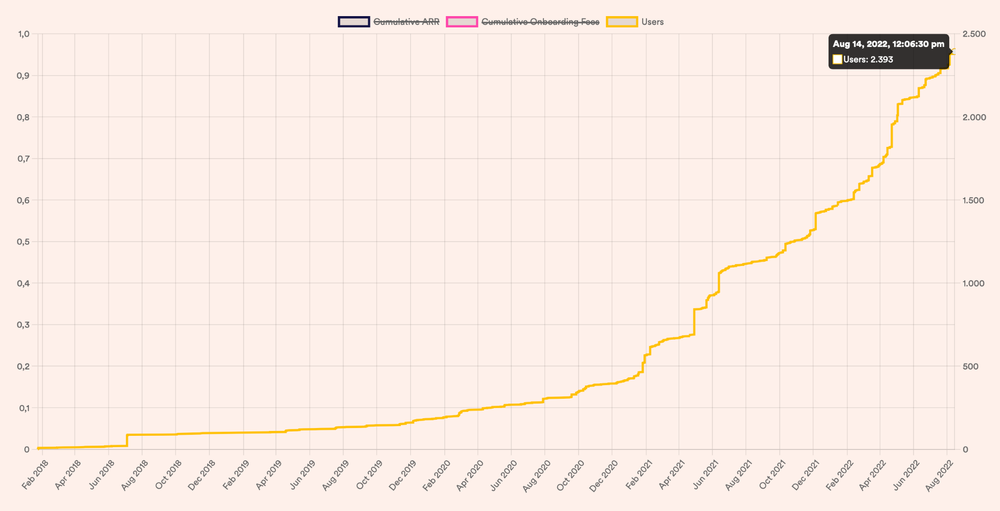 Cumulative ARR Cumulative Onboarding Fees Users
1,0
0,9
0,8
0,7
0,6
0,5
0,4
0,3
0,2
0,1
0
2.500
2.000
1.500
1.000
500
0
Aug 14, 2022, 12:06:30 pm
Users: 2.393
Feb 2018
Apr 2018
Jun 2018
Aug 2018
Oct 2018
Dec 2018
Feb 2019
Apr 2019
Jun 2019
Aug 2019
Oct 2019
Dec 2019
Feb 2020
Apr 2020
Jun 2020
Aug 2020
Oct 2020
Dec 2020
Feb 2021
Apr 2021
Jun 2021
Aug 2021
Oct 2021
Dec 2021
Feb 2022
Apr 2022
Jun 2022
Aug 2022